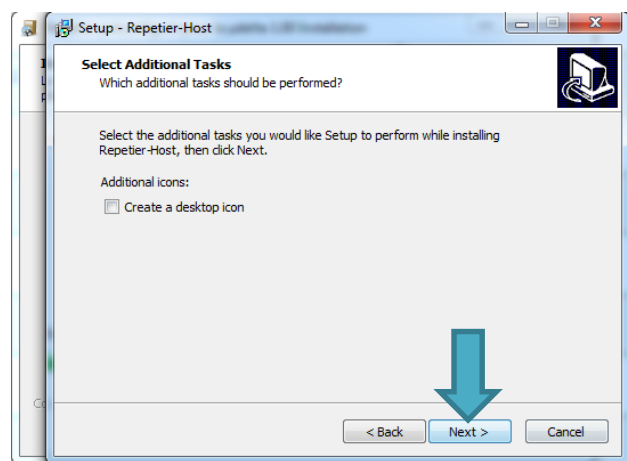 Setup - Repetier-Host
Select Additional Tasks
Which additional tasks should be performed?
Select the additional tasks you would like Setup to perform while installing
Repetier-Host, then click Next.
Additional icons:
Create a desktop icon
< Back
Next >
Cancel